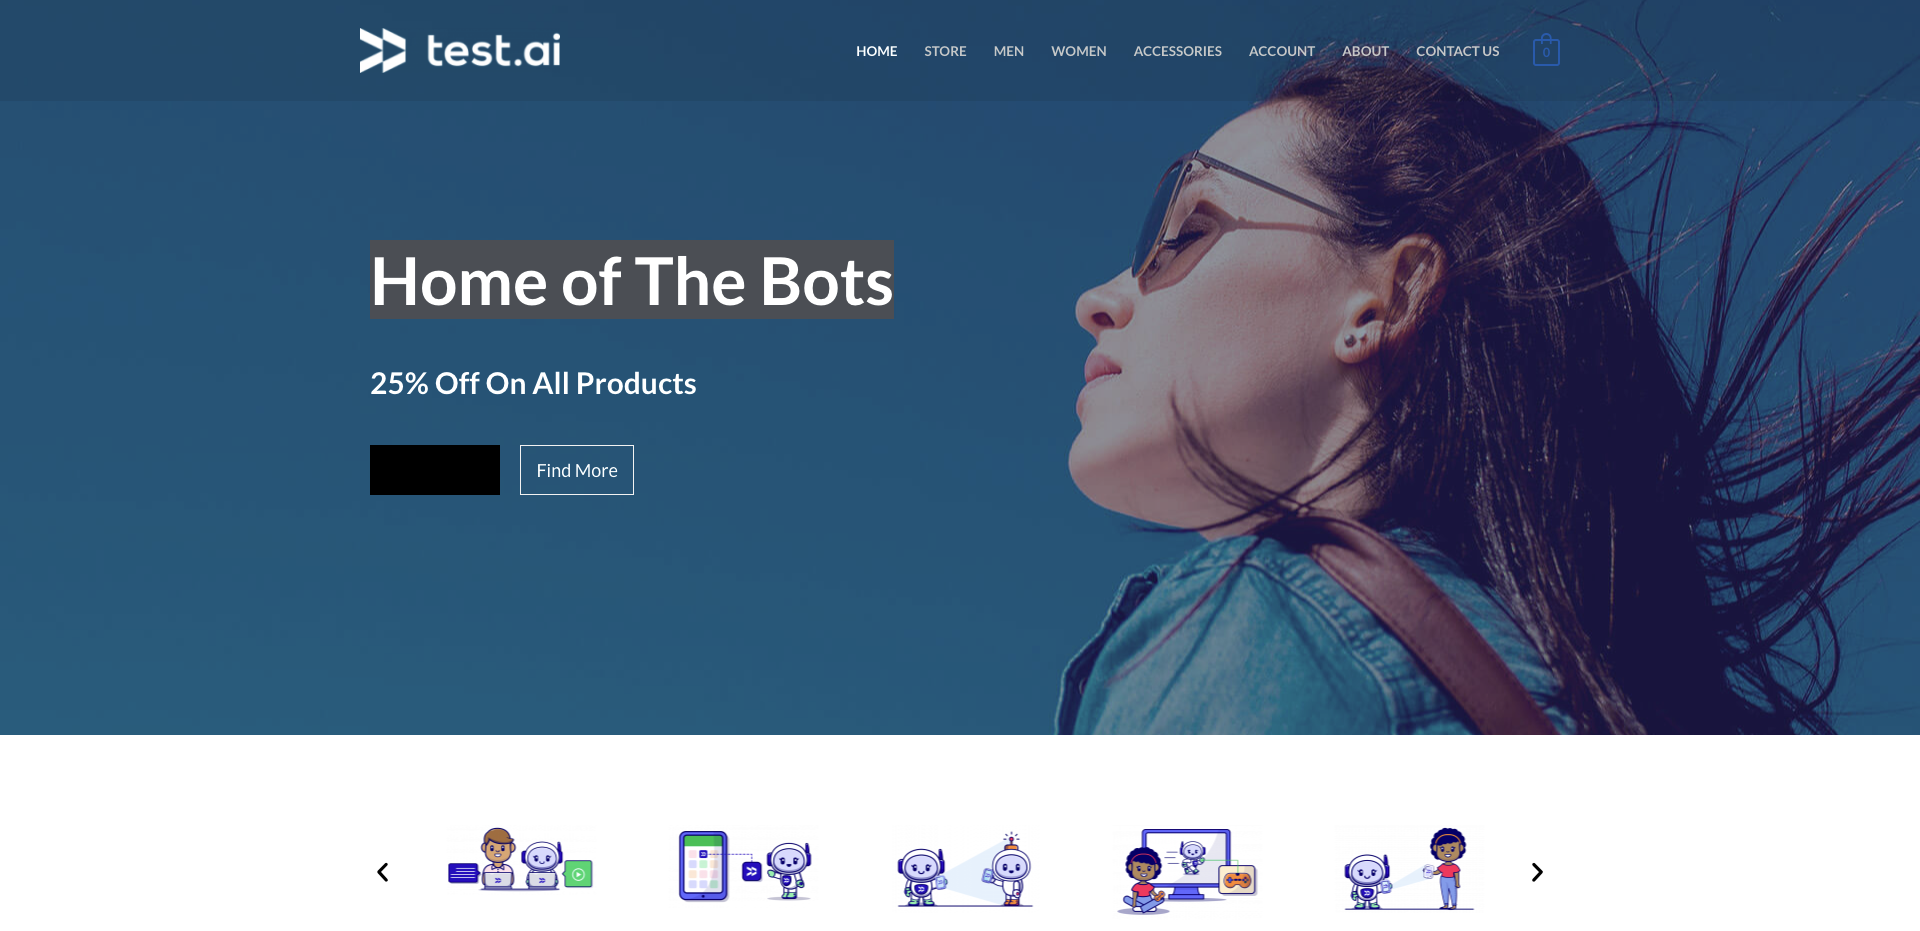 test.ai
HOME STORE MEN WOMEN ACCESSORIES ACCOUNT ABOUT CONTACT US 0
Home of The Bots
25% Off On All Products
Find More